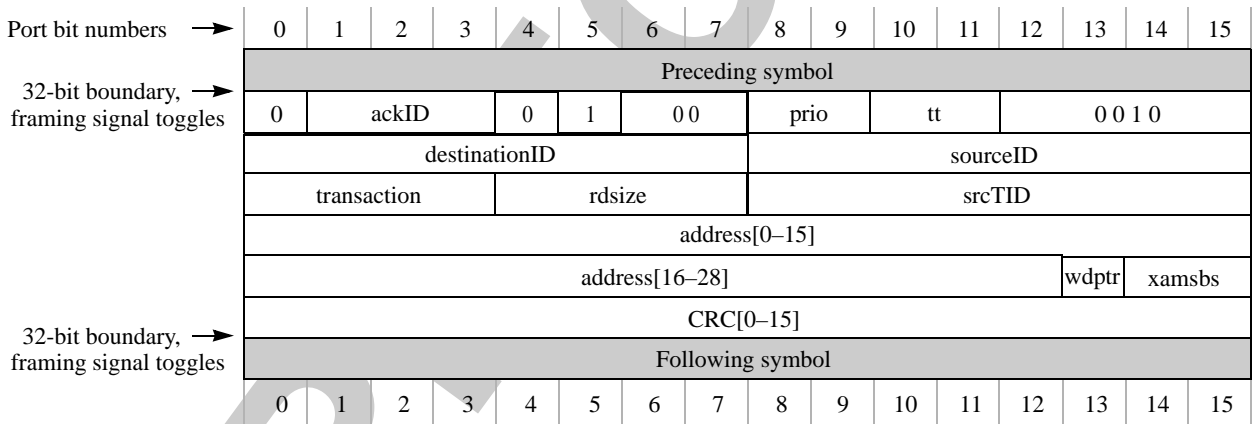 Port bit numbers 0 1 2 3 4 5 6 7 8 9 10 11 12 13 14 15
Preceding symbol
32-bit boundary,
framing signal toggles
0 ackID 0 1 0 0 prio tt 0 0 1 0
destinationID sourceID
transaction rdsize srcTID
address[0–15]
address[16–28] wdptr xamsbs
CRC[0–15]
32-bit boundary,
framing signal toggles
Following symbol
0 1 2 3 4 5 6 7 8 9 10 11 12 13 14 15